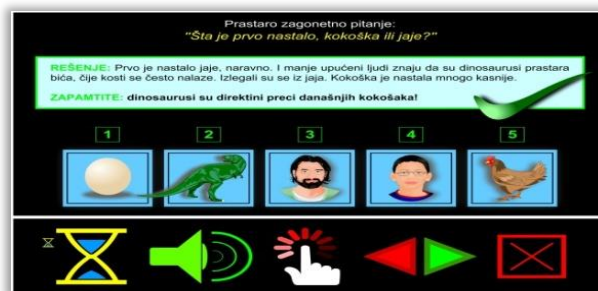 Prastaro zagonetno pitanje:
"Šta je prvo nastalo, kokoška ili jaje?"
REŠENJE: Prvo je nastalo jaje, naravno. I manje upućeni ljudi znaju da su dinosaurusi prastara
bića, čije kosti se često nalaze. Izlegali su se iz jaja. Kokoška je nastala mnogo kasnije.
ZAPAMTITE: dinosaurusi su direktini preci današnjih kokošaka!
1 2 3 4 5